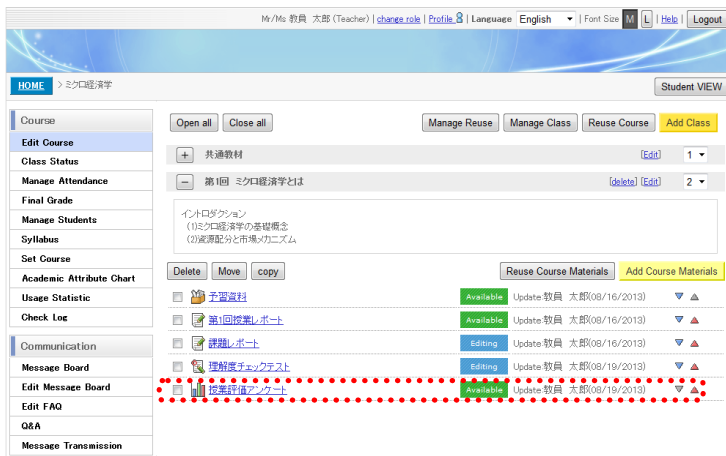 Mr/Ms 教員 太郎 (Teacher) | change role | Profile | Language English | Font Size M L | Help | Logout
HOME > ミクロ経済学 Student VIEW
Course
Edit Course
Class Status
Manage Attendance
Final Grade
Manage Students
Syllabus
Set Course
Academic Attribute Chart
Usage Statistic
Check Log
Communication
Message Board
Edit Message Board
Edit FAQ
Q&A
Message Transmission
Open all Close all Manage Reuse Manage Class Reuse Course Add Class
+ 共通教材 [Edit] 1
− 第1回 ミクロ経済学とは [delete] [Edit] 2
イントロダクション
(1)ミクロ経済学の基礎概念
(2)資源配分と市場メカニズム
Delete Move copy Reuse Course Materials Add Course Materials
予習資料 Available Update:教員 太郎(08/16/2013)
第1回授業レポート Available Update:教員 太郎(08/16/2013)
課題レポート Editing Update:教員 太郎(08/16/2013)
理解度チェックテスト Editing Update:教員 太郎(08/19/2013)
授業評価アンケート Available Update:教員 太郎(08/19/2013)